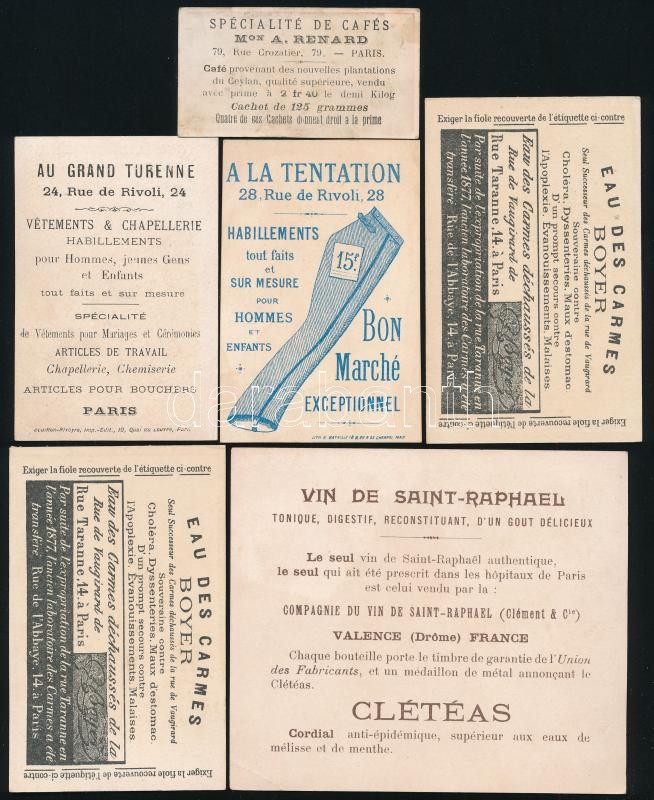 SPÉCIALITÉ DE CAFÉS
Mon A. RENARD
79, Rue Crozatier, 79. — PARIS.
Café provenant des nouvelles plantations
du Ceylan, qualité supérieure, vendu
avec prime à 2 fr 40 le demi Kilog
Cachet de 125 grammes
Quatre de ses Cachets donnent droit a la prime
AU GRAND TURENNE
24, Rue de Rivoli, 24
VÊTEMENTS & CHAPELLERIE
HABILLEMENTS
pour Hommes, jeunes Gens
et Enfants
tout faits et sur mesure
SPÉCIALITÉ
de Vêtements pour Mariages et Cérémonies
ARTICLES DE TRAVAIL
Chapellerie, Chemiserie
ARTICLES POUR BOUCHERS
PARIS
Imp.-Edit., 19, Quai du Louvre, Paris
A LA TENTATION
28, Rue de Rivoli, 28
HABILLEMENTS
tout faits
et
SUR MESURE
POUR
HOMMES
ET
ENFANTS
15f.
BON
Marché
EXCEPTIONNEL
Exiger la fiole recouverte de l'étiquette ci-contre
EAU DES CARMES
BOYER
Seul Successeur des Carmes déchaussés de la rue de Vaugirard
Souveraine contre
Choléra, Dyssenteries, Maux d'estomac
D'un prompt secours contre
l'Apoplexie, Evanouissements, Malaises
Eau des Carmes déchaussés de la
Rue de Vaugirard de
Boyer
Rue Taranne, 14, à Paris
Par suite de l'expropriation de la rue Taranne en
l'année 1877, l'ancien laboratoire des Carmes a été
transféré Rue de l'Abbaye, 14 à Paris
Exiger la fiole recouverte de l'étiquette ci-contre
Exiger la fiole recouverte de l'étiquette ci-contre
EAU DES CARMES
BOYER
Seul Successeur des Carmes déchaussés de la rue de Vaugirard
Souveraine contre
Choléra, Dyssenteries, Maux d'estomac
D'un prompt secours contre
l'Apoplexie, Evanouissements, Malaises
Eau des Carmes déchaussés de la
Rue de Vaugirard de
Boyer
Rue Taranne, 14, à Paris
Par suite de l'expropriation de la rue Taranne en
l'année 1877, l'ancien laboratoire des Carmes a été
transféré Rue de l'Abbaye, 14 à Paris
Exiger la fiole recouverte de l'étiquette ci-contre
VIN DE SAINT-RAPHAEL
TONIQUE, DIGESTIF, RECONSTITUANT, D'UN GOUT DÉLICIEUX
Le seul vin de Saint-Raphaël authentique,
le seul qui ait été prescrit dans les hôpitaux de Paris
est celui vendu par la :
COMPAGNIE DU VIN DE SAINT-RAPHAEL (Clément & Cie)
VALENCE (Drôme) FRANCE
Chaque bouteille porte le timbre de garantie de l'Union
des Fabricants, et un médaillon de métal annonçant le
Clétéas.
CLÉTÉAS
Cordial anti-épidémique, supérieur aux eaux de
mélisse et de menthe.
darabanth